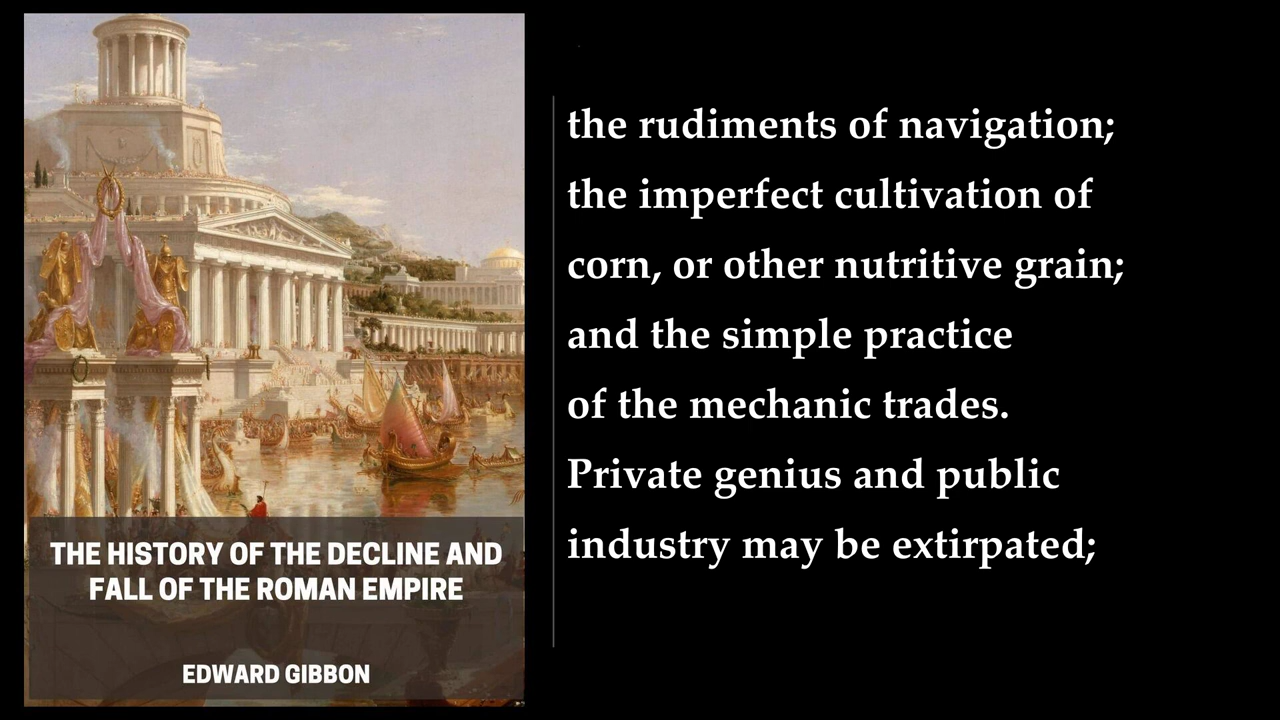 THE HISTORY OF THE DECLINE AND
FALL OF THE ROMAN EMPIRE
EDWARD GIBBON
the rudiments of navigation;
the imperfect cultivation of
corn, or other nutritive grain;
and the simple practice
of the mechanic trades.
Private genius and public
industry may be extirpated;